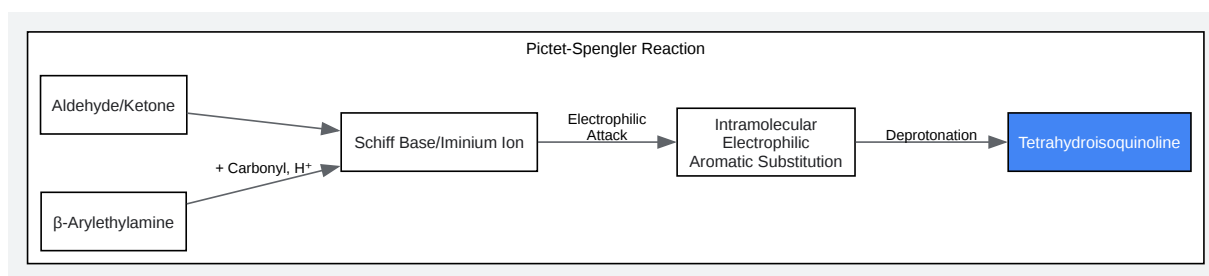 Pictet-Spengler Reaction
Aldehyde/Ketone
β-Arylethylamine
+ Carbonyl, H⁺
Schiff Base/Iminium Ion
Electrophilic
Attack
Intramolecular
Electrophilic
Aromatic Substitution
Deprotonation
Tetrahydroisoquinoline